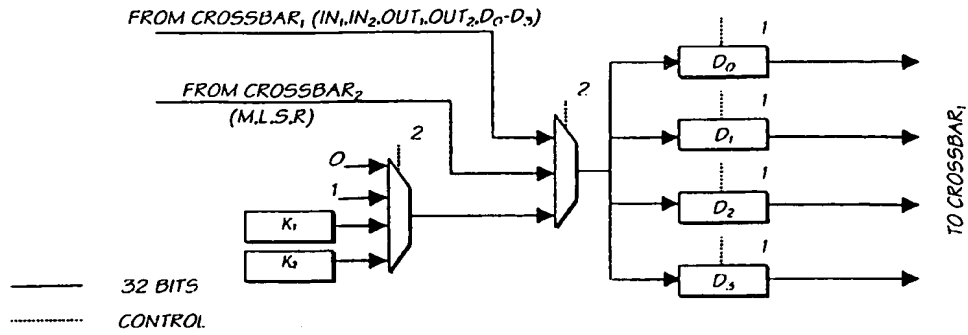 FROM CROSSBAR₁ (IN₁,IN₂,OUT₁,OUT₂,D₀-D₃)
FROM CROSSBAR₂
(M,L,S,R)
2
2
0
1
K₁
K₂
1
D₀
1
D₁
1
D₂
1
D₃
TO CROSSBAR₁
32 BITS
CONTROL